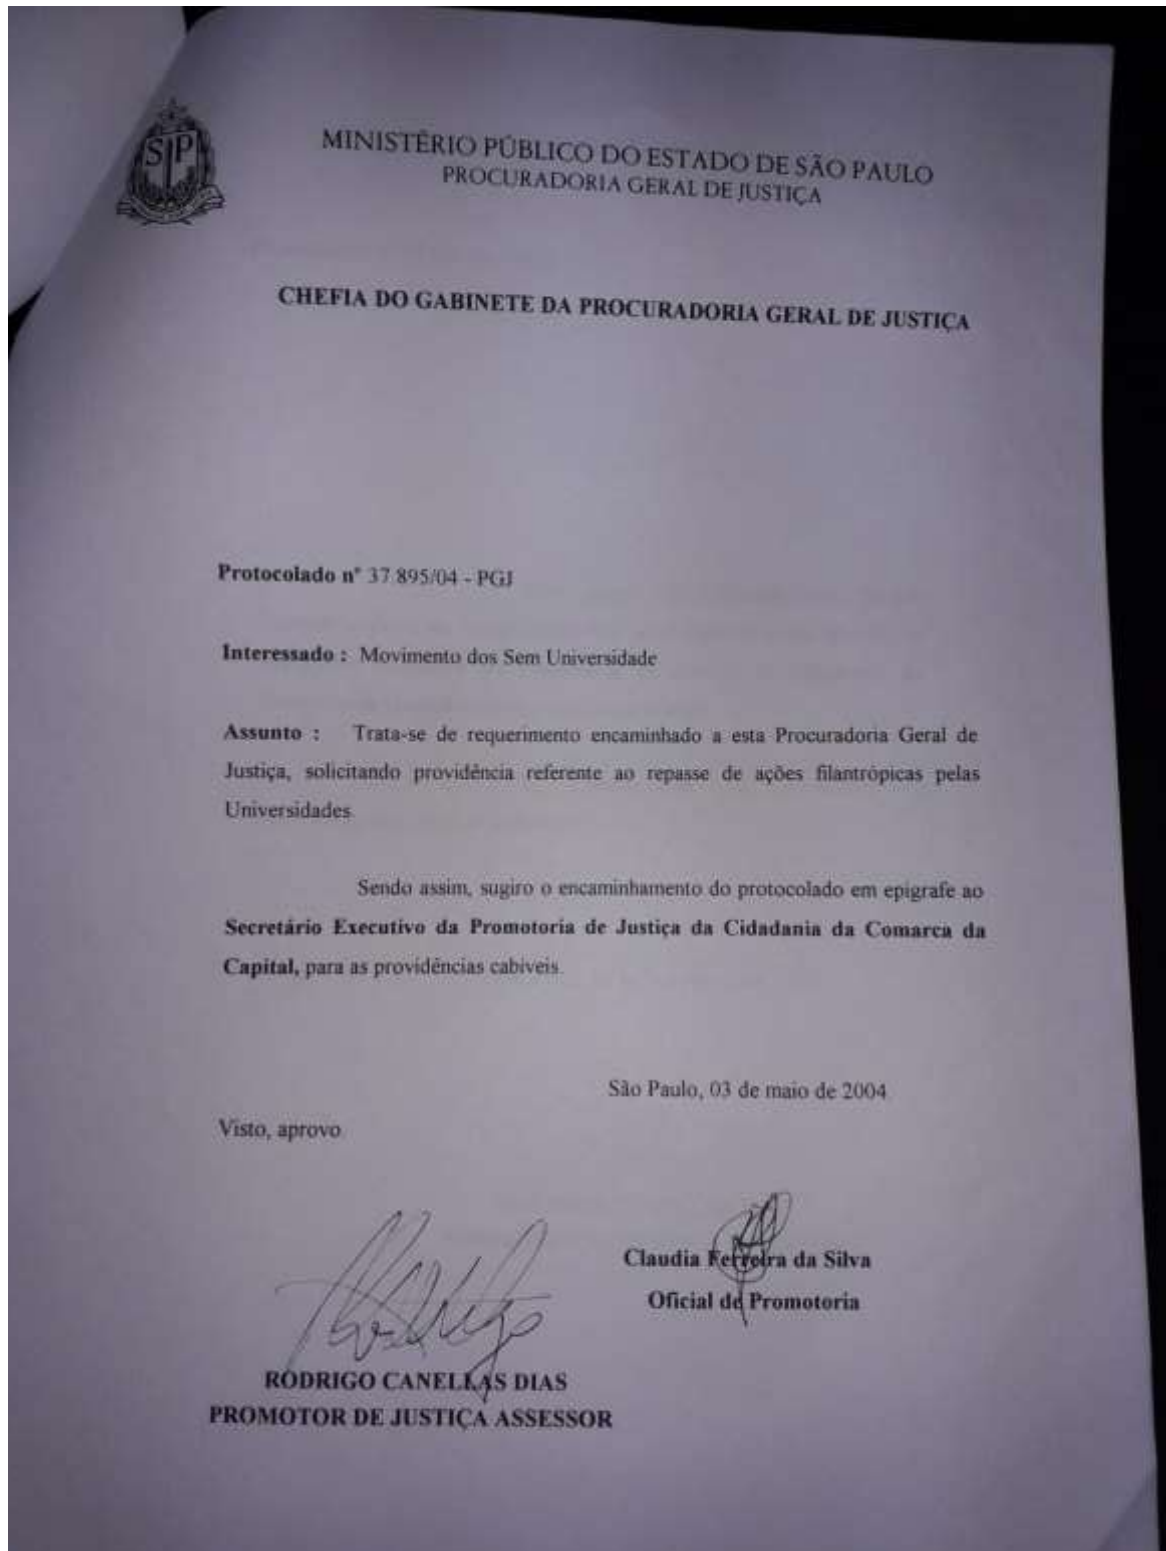 SP
MINISTÉRIO PÚBLICO DO ESTADO DE SÃO PAULO
PROCURADORIA GERAL DE JUSTIÇA
CHEFIA DO GABINETE DA PROCURADORIA GERAL DE JUSTIÇA
Protocolado nº 37.895/04 - PGJ
Interessado : Movimento dos Sem Universidade
Assunto : Trata-se de requerimento encaminhado a esta Procuradoria Geral de
Justiça, solicitando providência referente ao repasse de ações filantrópicas pelas
Universidades.
Sendo assim, sugiro o encaminhamento do protocolado em epígrafe ao
Secretário Executivo da Promotoria de Justiça da Cidadania da Comarca da
Capital, para as providências cabíveis.
São Paulo, 03 de maio de 2004.
Visto, aprovo.
Claudia Ferreira da Silva
Oficial de Promotoria
RODRIGO CANELLAS DIAS
PROMOTOR DE JUSTIÇA ASSESSOR